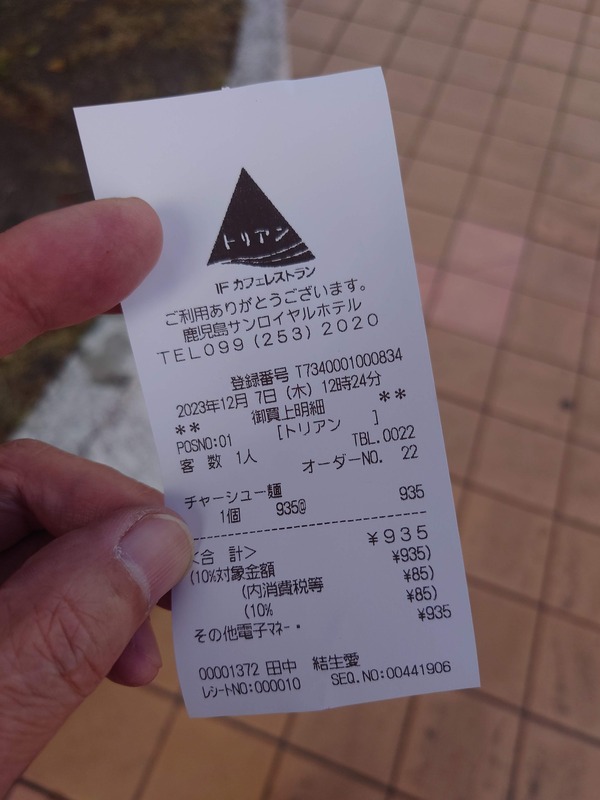 トリアン
1F カフェレストラン
ご利用ありがとうございます。
鹿児島サンロイヤルホテル
TEL099(253)2020
登録番号 T7340001000834
2023年12月 7日(木) 12時24分
** 御買上明細 **
POSNO:01 [トリアン ]
客 数 1人 TBL.0022
オーダーNO. 22
チャーシュー麺 935
1個 935@
<合 計> ¥935
(10%対象金額 ¥935)
(内消費税等 ¥85)
(10% ¥85)
その他電子マネー・ ¥935
00001372 田中 結生愛
レシートNO:000010 SEQ.NO:00441906